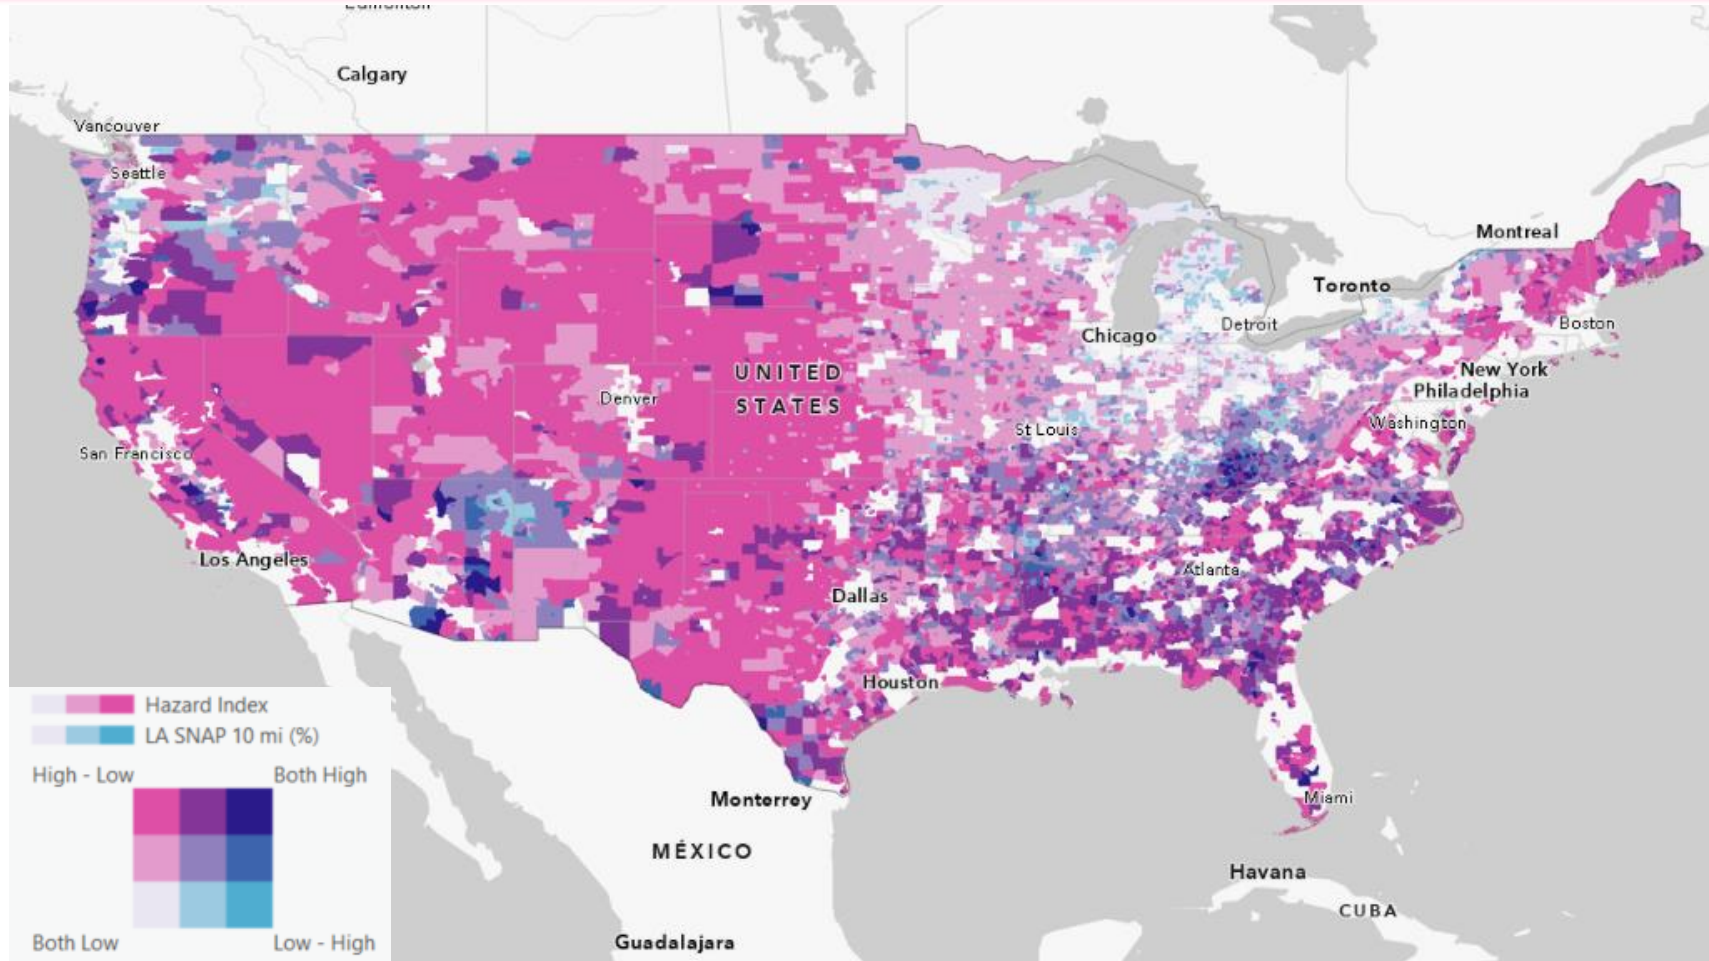 Edmonton
Calgary
Vancouver
Seattle
Montreal
Toronto
Boston
Detroit
Chicago
New York
Philadelphia
UNITED
STATES
Denver
Washington
St Louis
San Francisco
Los Angeles
Atlanta
Dallas
Houston
Hazard Index
LA SNAP 10 mi (%)
High - Low
Both High
Both Low
Low - High
Monterrey
Miami
MÉXICO
Havana
CUBA
Guadalajara